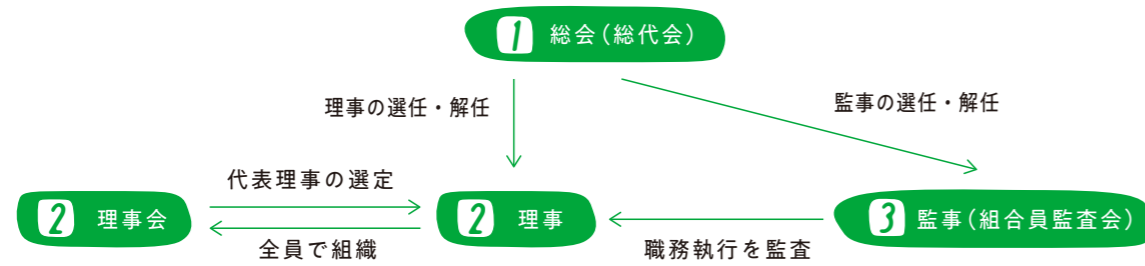 1 総会(総代会)
理事の選任・解任
監事の選任・解任
代表理事の選定
2 理事会
2 理事
3 監事(組合員監査会)
全員で組織
職務執行を監査